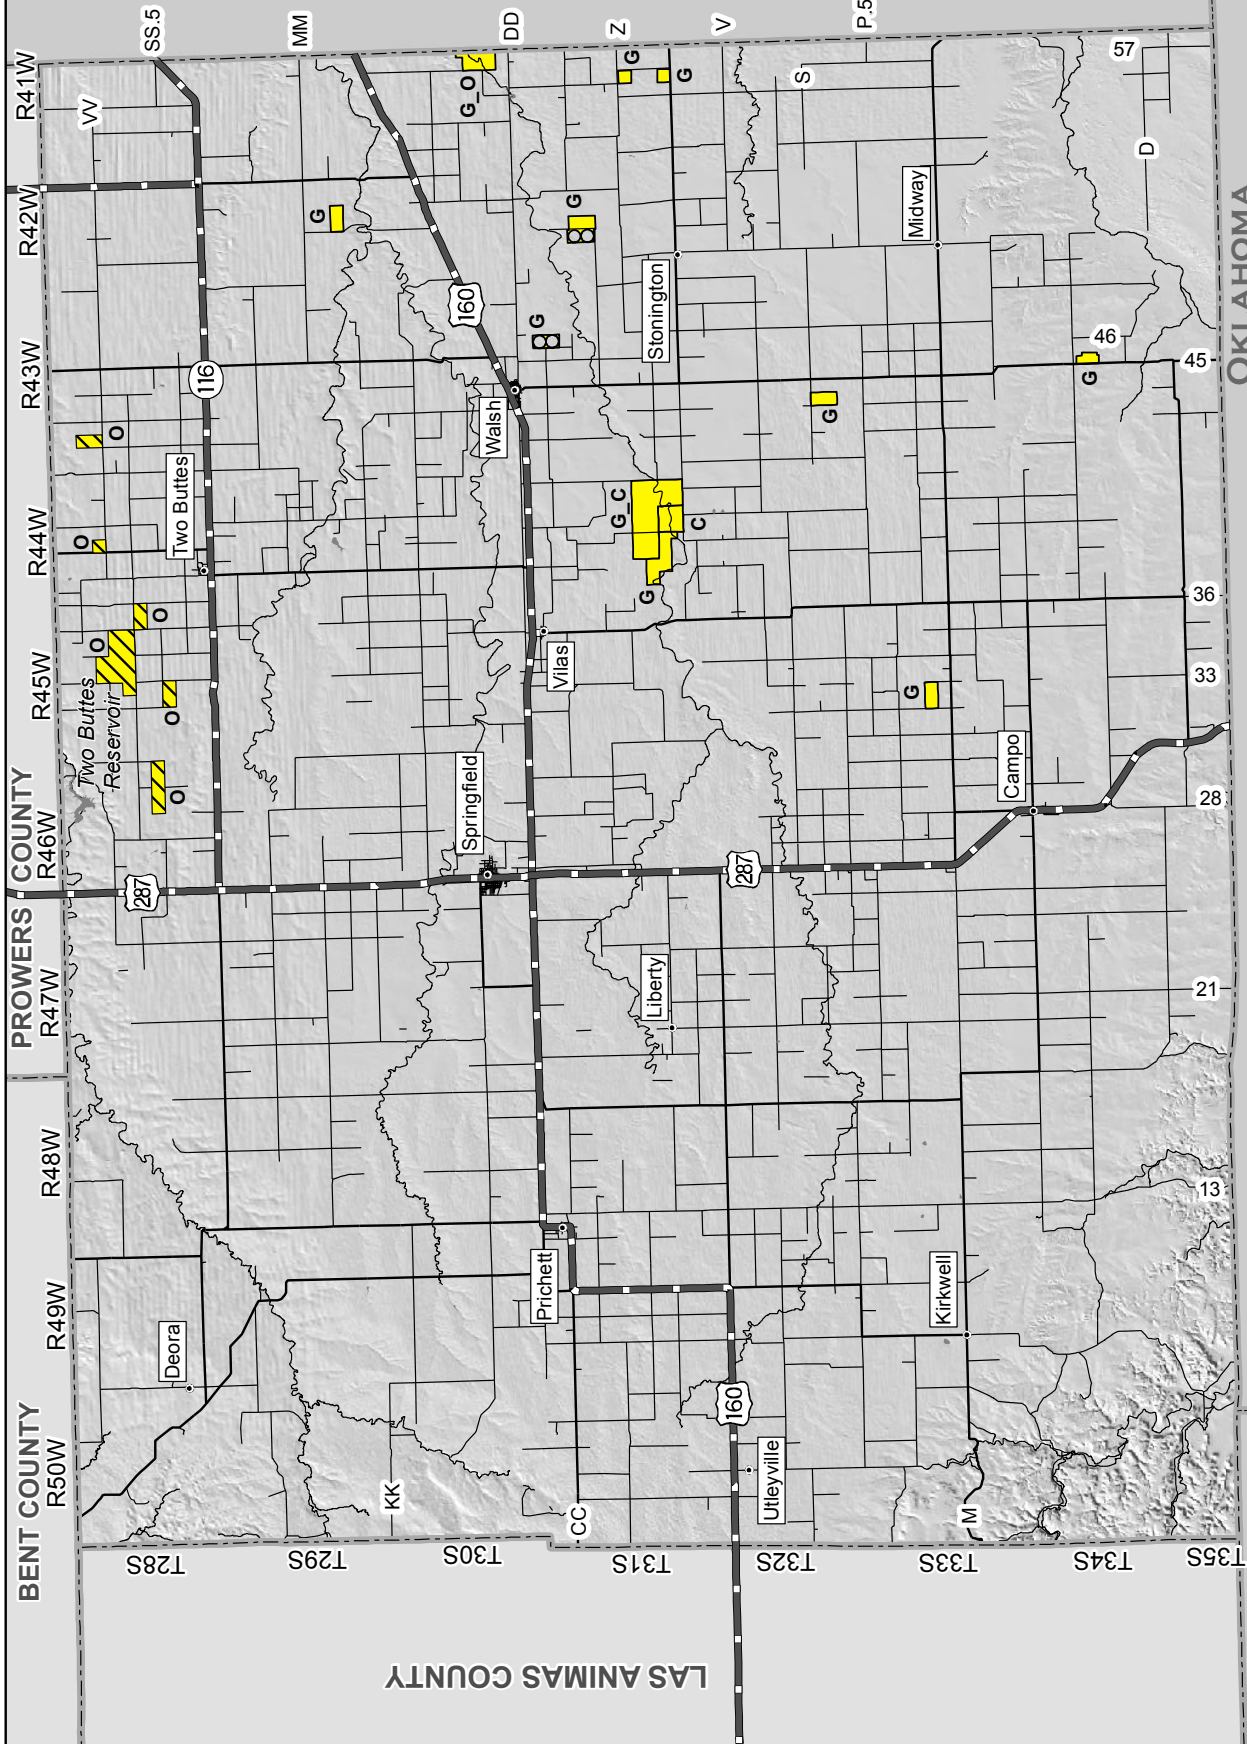 BENT COUNTY
PROWERS COUNTY
R50W
R49W
R48W
R47W
R46W
R45W
R44W
R43W
R42W
R41W
T28S
T29S
T30S
T31S
T32S
T33S
T34S
T35S
LAS ANIMAS COUNTY
OKLAHOMA
Deora
287
Two Buttes
Reservoir
O
O
O
O
O
O
Two Buttes
116
VV
SS.5
MM
G
KK
Springfield
160
G_O
DD
Prichett
Vilas
Walsh
G
G
CC
G_C
G
C
Z
G
G
Liberty
Stonington
160
287
V
Utleyville
S
G
P.5
Kirkwell
G
Midway
M
Campo
G
46
57
D
13
21
28
33
36
45